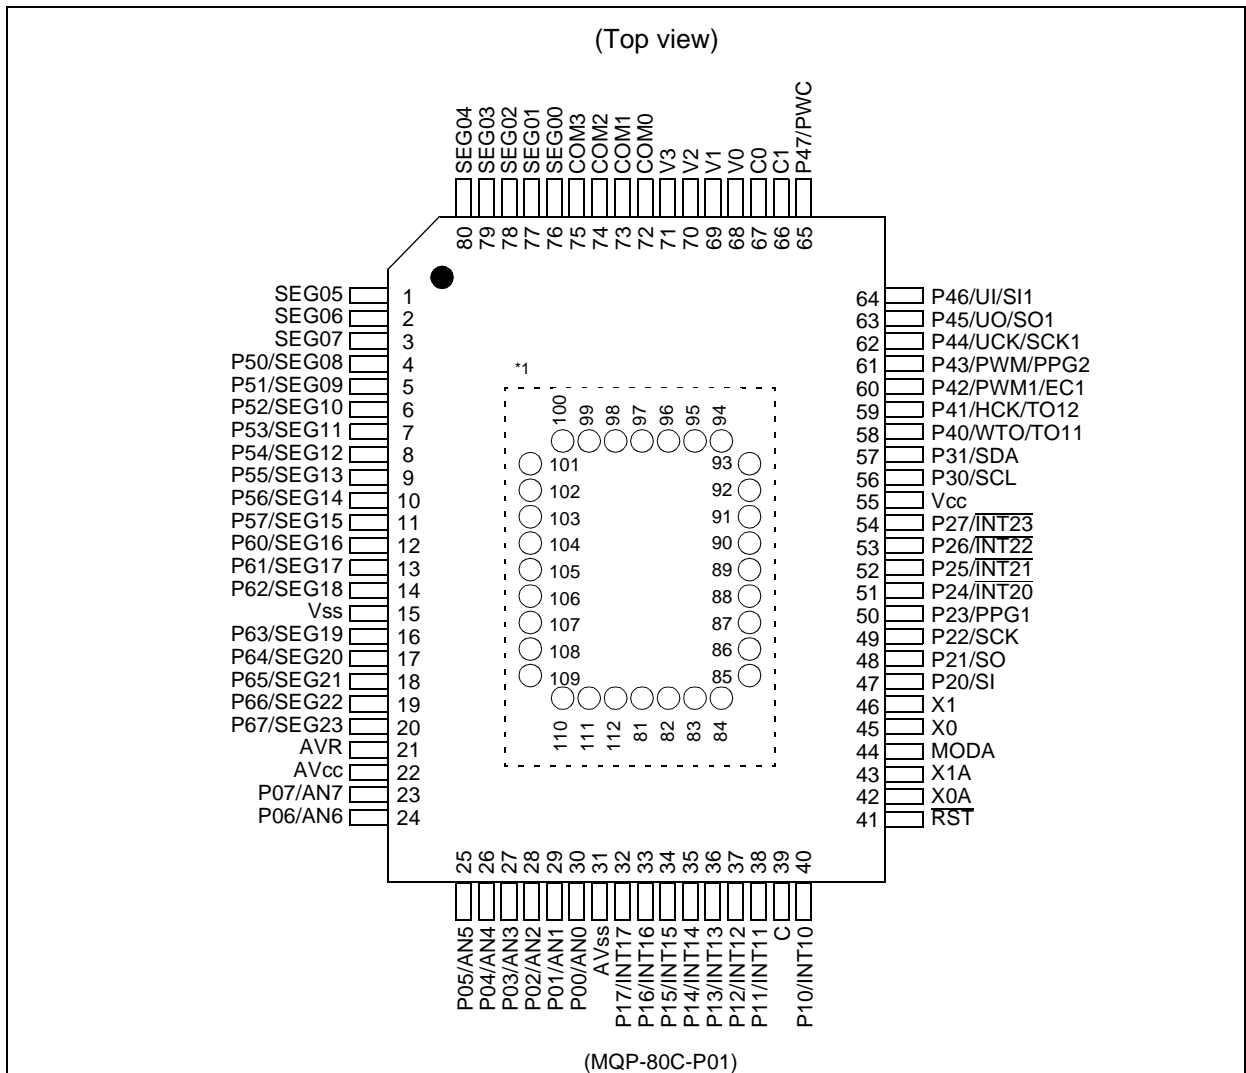 (Top view)
SEG04
SEG03
SEG02
SEG01
SEG00
COM3
COM2
COM1
COM0
V3
V2
V1
V0
C0
C1
P47/PWC
80
79
78
77
76
75
74
73
72
71
70
69
68
67
66
65
SEG05 1
SEG06 2
SEG07 3
P50/SEG08 4
P51/SEG09 5
P52/SEG10 6
P53/SEG11 7
P54/SEG12 8
P55/SEG13 9
P56/SEG14 10
P57/SEG15 11
P60/SEG16 12
P61/SEG17 13
P62/SEG18 14
Vss 15
P63/SEG19 16
P64/SEG20 17
P65/SEG21 18
P66/SEG22 19
P67/SEG23 20
AVR 21
AVcc 22
P07/AN7 23
P06/AN6 24
*1
100
99
98
97
96
95
94
101
102
103
104
105
106
107
108
109
93
92
91
90
89
88
87
86
85
110
111
112
81
82
83
84
64 P46/UI/SI1
63 P45/UO/SO1
62 P44/UCK/SCK1
61 P43/PWM/PPG2
60 P42/PWM1/EC1
59 P41/HCK/TO12
58 P40/WTO/TO11
57 P31/SDA
56 P30/SCL
55 Vcc
54 P27/INT23
53 P26/INT22
52 P25/INT21
51 P24/INT20
50 P23/PPG1
49 P22/SCK
48 P21/SO
47 P20/SI
46 X1
45 X0
44 MODA
43 X1A
42 X0A
41 RST
25
26
27
28
29
30
31
32
33
34
35
36
37
38
39
40
P05/AN5
P04/AN4
P03/AN3
P02/AN2
P01/AN1
P00/AN0
AVss
P17/INT17
P16/INT16
P15/INT15
P14/INT14
P13/INT13
P12/INT12
P11/INT11
C
P10/INT10
(MQP-80C-P01)